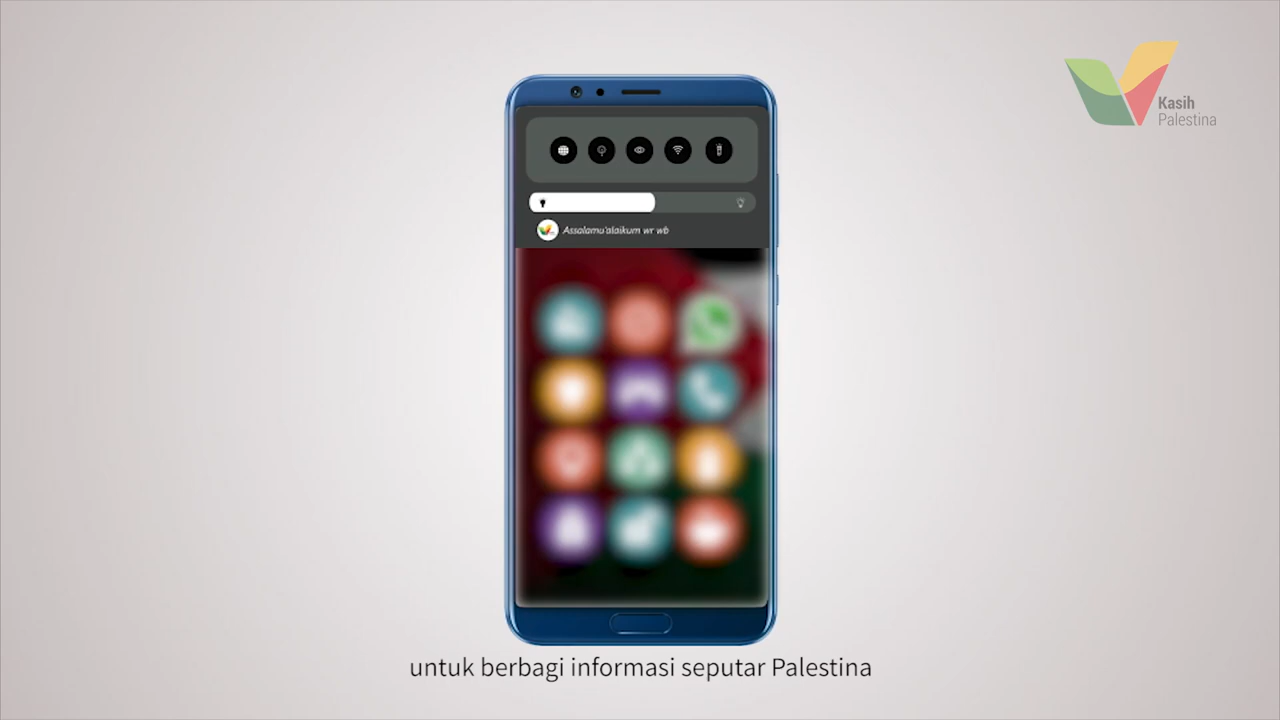 Kasih
Palestina
Assalamu'alaikum wr wb
untuk berbagi informasi seputar Palestina